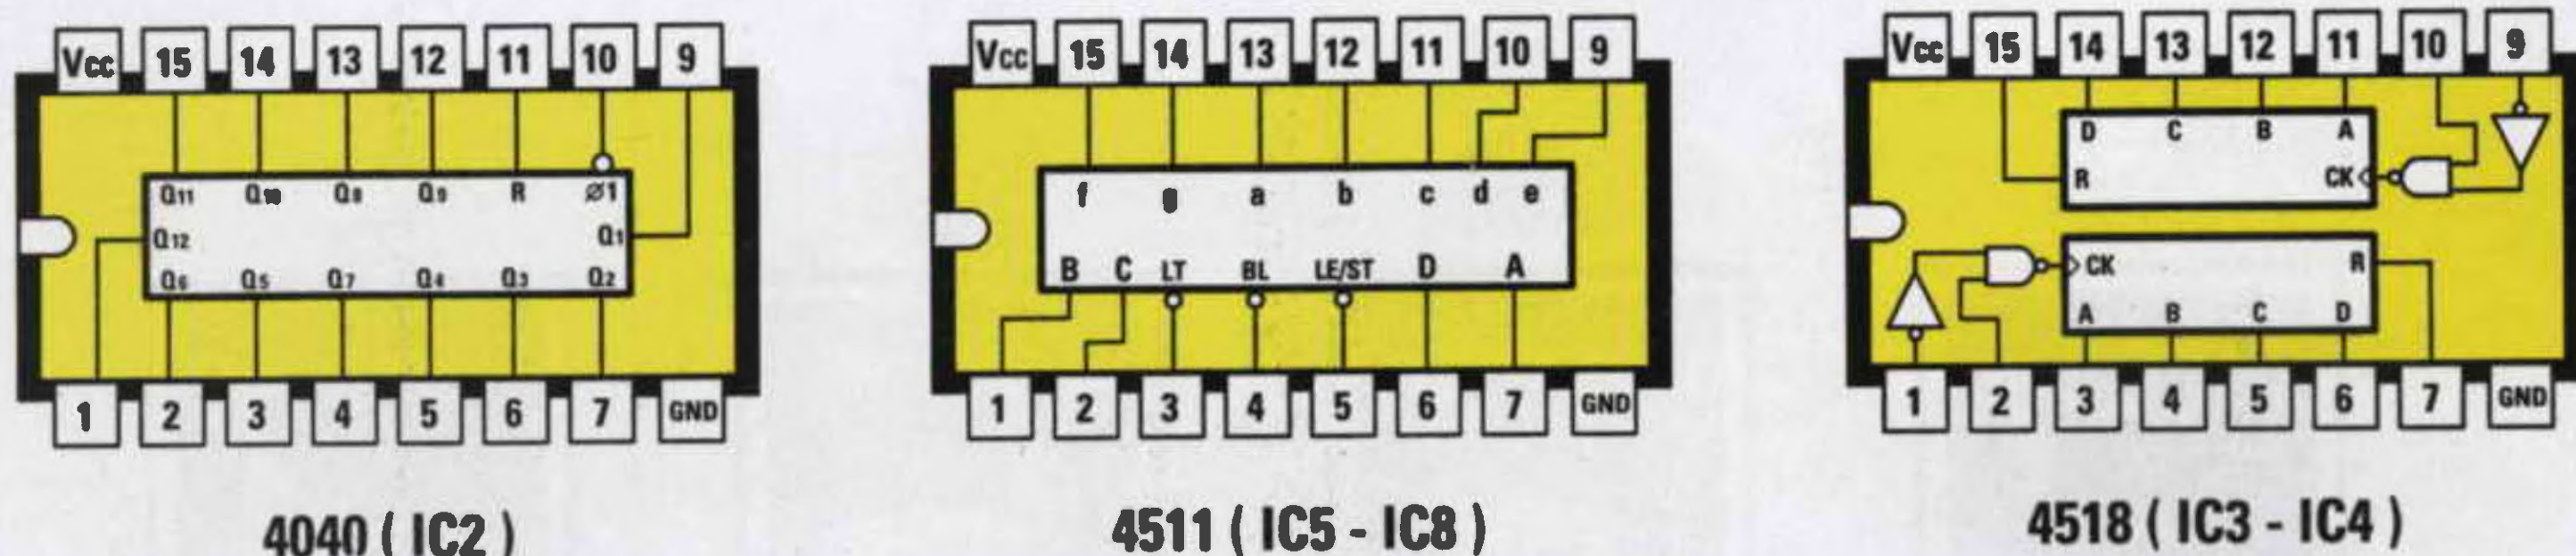 Vcc 15 14 13 12 11 10 9
Q11 Q10 Q8 Q9 R ø1
Q12 Q1
Q6 Q5 Q7 Q4 Q3 Q2
1 2 3 4 5 6 7 GND
4040 ( IC2 )
Vcc 15 14 13 12 11 10 9
f g a b c d e
B C LT BL LE/ST D A
1 2 3 4 5 6 7 GND
4511 ( IC5 - IC8 )
Vcc 15 14 13 12 11 10 9
D C B A
R CK
CK R
A B C D
1 2 3 4 5 6 7 GND
4518 ( IC3 - IC4 )